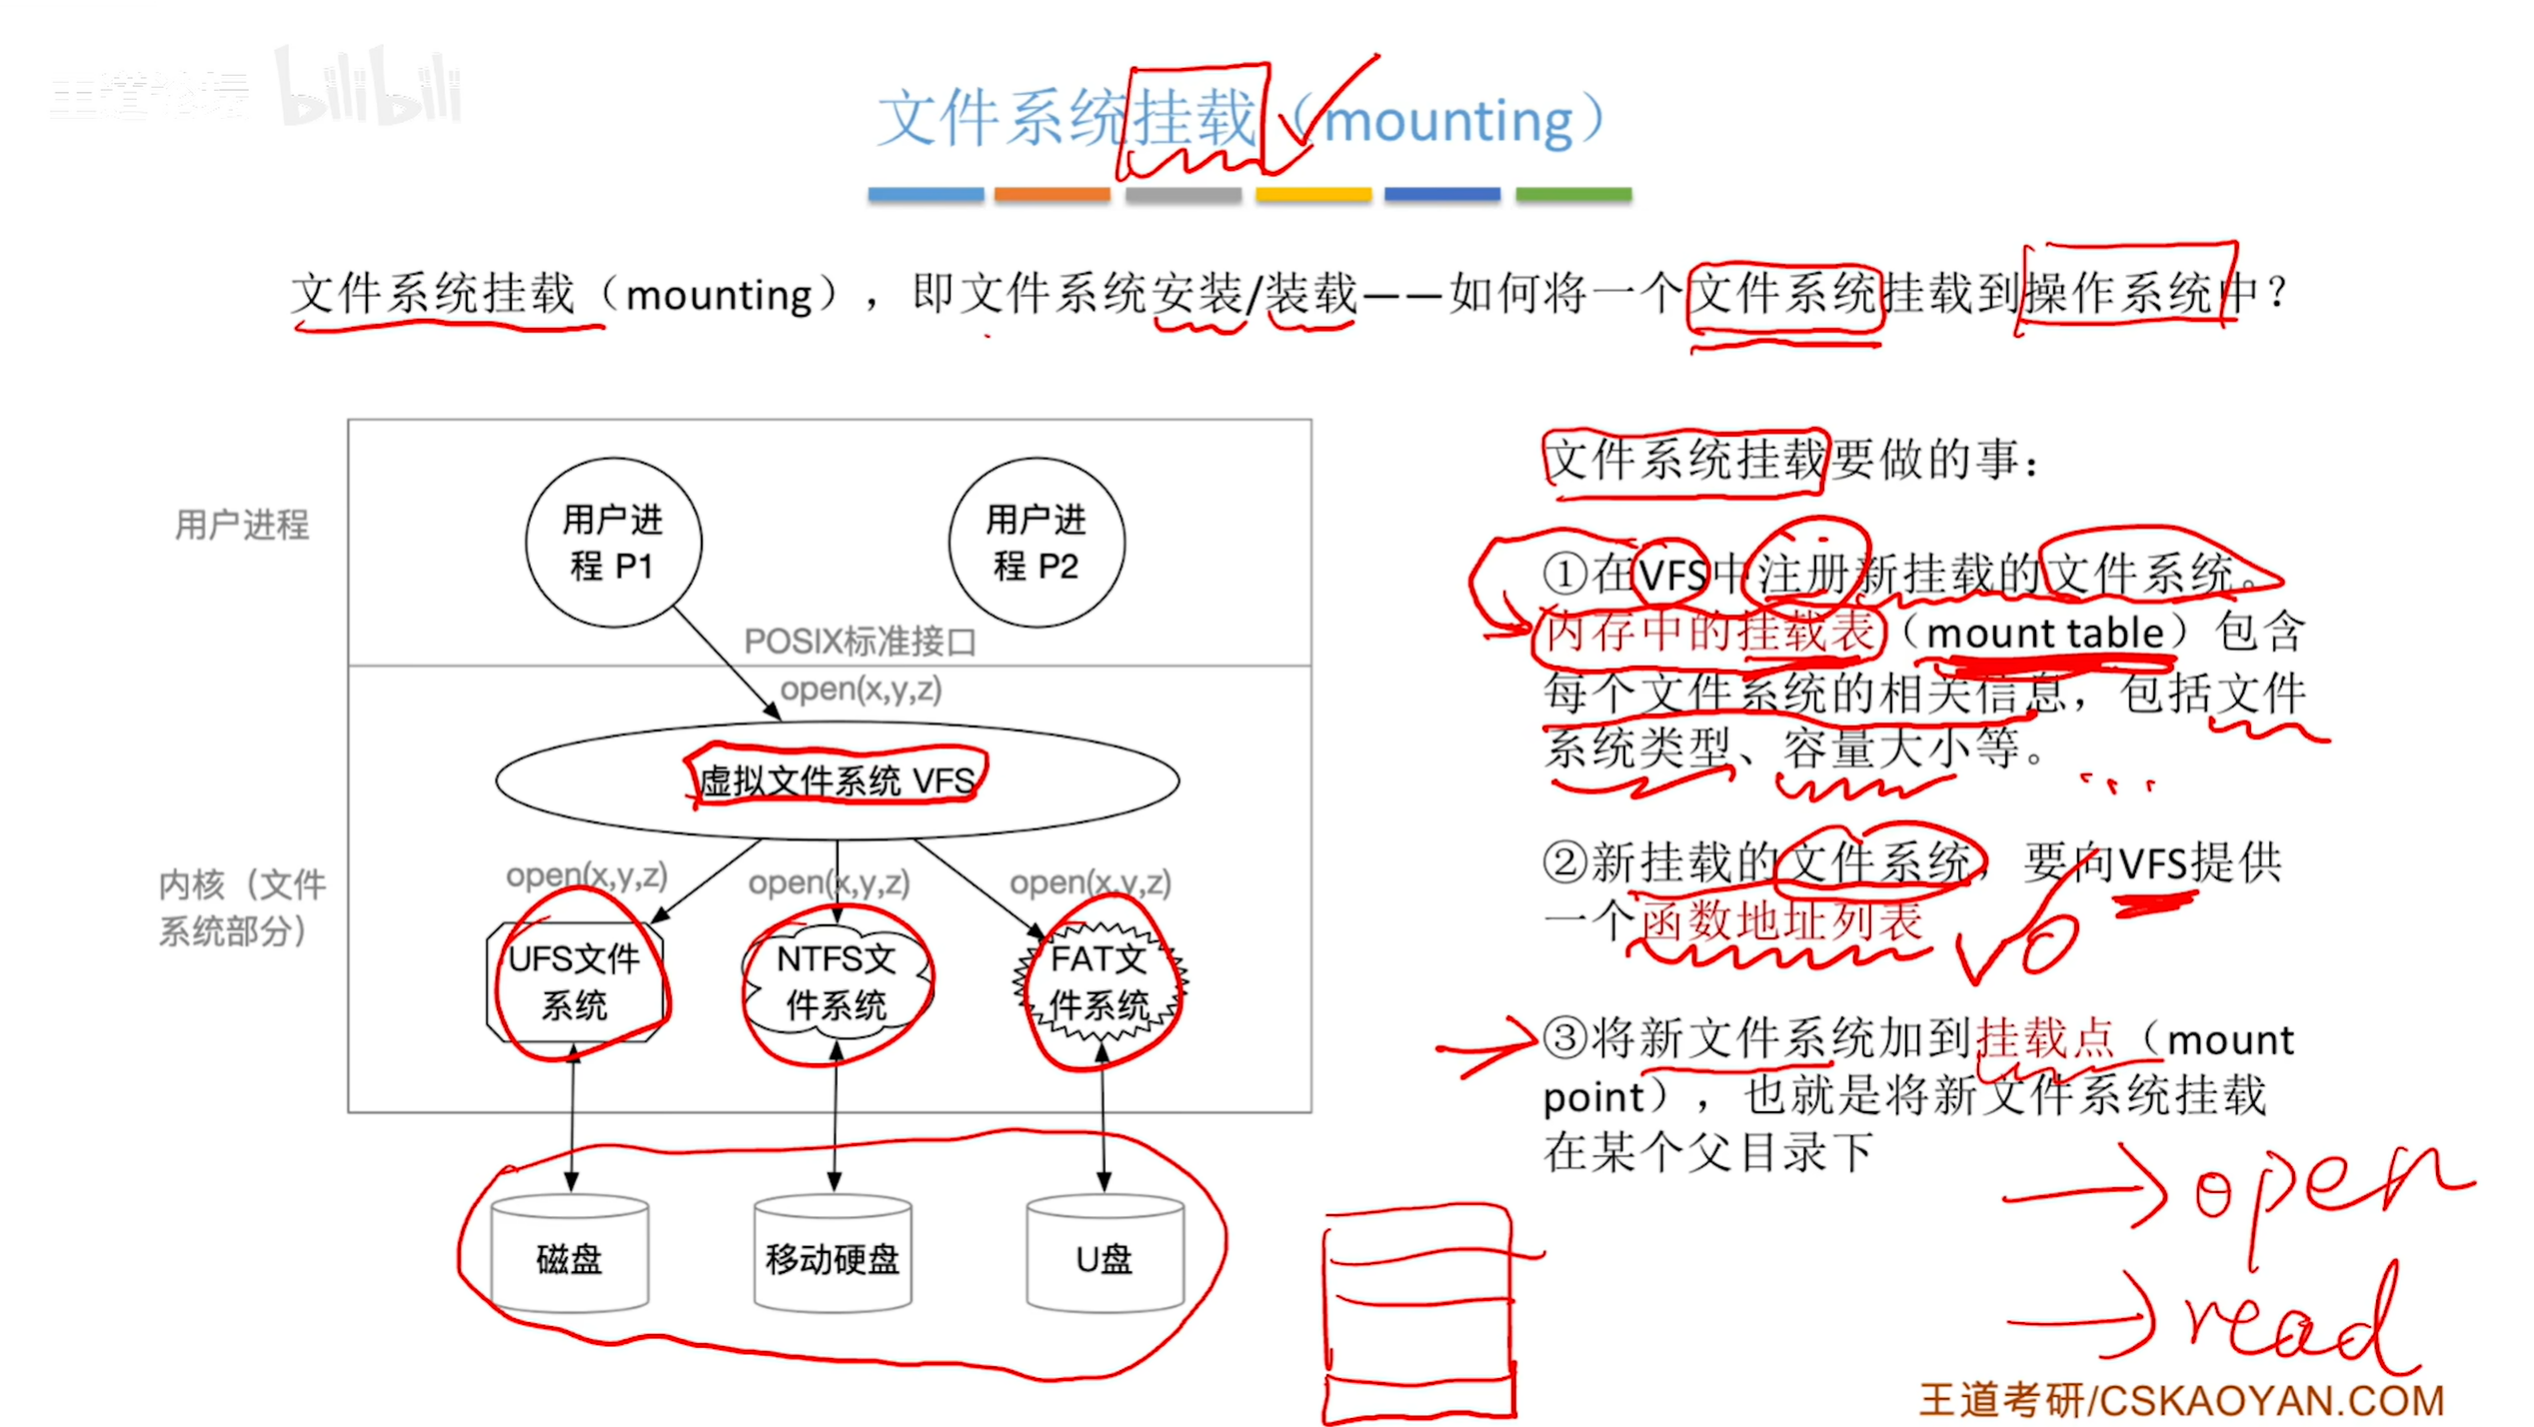 王道论坛 bilibili
文件系统挂载（mounting）
文件系统挂载（mounting），即文件系统安装/装载——如何将一个文件系统挂载到操作系统中？
用户进程
用户进
程 P1
用户进
程 P2
POSIX标准接口
open(x,y,z)
虚拟文件系统 VFS
内核（文件
系统部分）
open(x,y,z)
open(x,y,z)
open(x,y,z)
UFS文件
系统
NTFS文
件系统
FAT文
件系统
磁盘
移动硬盘
U盘
文件系统挂载要做的事：
①在VFS中注册新挂载的文件系统。
内存中的挂载表（mount table）包含
每个文件系统的相关信息，包括文件
系统类型、容量大小等。
②新挂载的文件系统，要向VFS提供
一个函数地址列表
③将新文件系统加到挂载点（mount
point），也就是将新文件系统挂载
在某个父目录下
open
read
王道考研/CSKAOYAN.COM